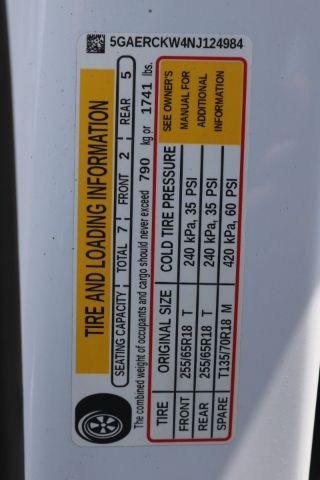 5GAERCKW4NJ124984
TIRE AND LOADING INFORMATION
SEATING CAPACITY TOTAL 7 FRONT 2 REAR 5
The combined weight of occupants and cargo should never exceed 790 kg or 1741 lbs.
TIRE ORIGINAL SIZE COLD TIRE PRESSURE SEE OWNER'S
FRONT 255/65R18 T 240 kPa, 35 PSI MANUAL FOR
REAR 255/65R18 T 240 kPa, 35 PSI ADDITIONAL
SPARE T135/70R18 M 420 kPa, 60 PSI INFORMATION